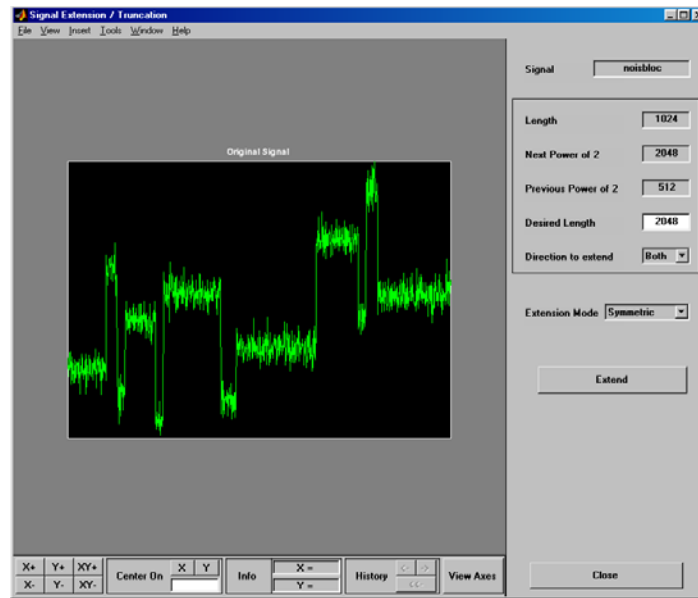 Signal Extension / Truncation
File View Insert Tools Window Help
Signal noisbloc
Length 1024
Next Power of 2 2048
Previous Power of 2 512
Desired Length 2048
Direction to extend Both
Extension Mode Symmetric
Extend
Original Signal
X+ Y+ XY+
X- Y- XY-
Center On X Y
Info X =
Y =
History <- ->
<<-
View Axes
Close